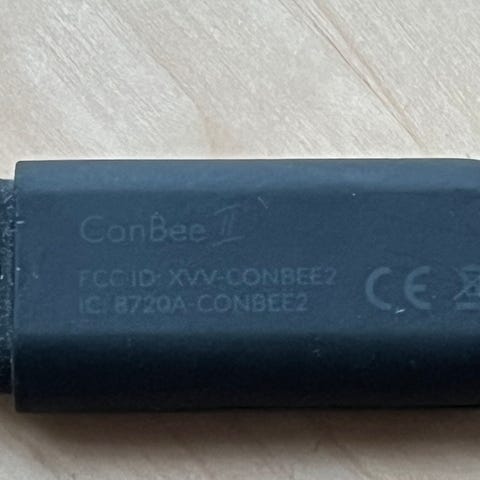 ConBee II
FCC ID: XVV-CONBEE2
IC: 8720A-CONBEE2
CE